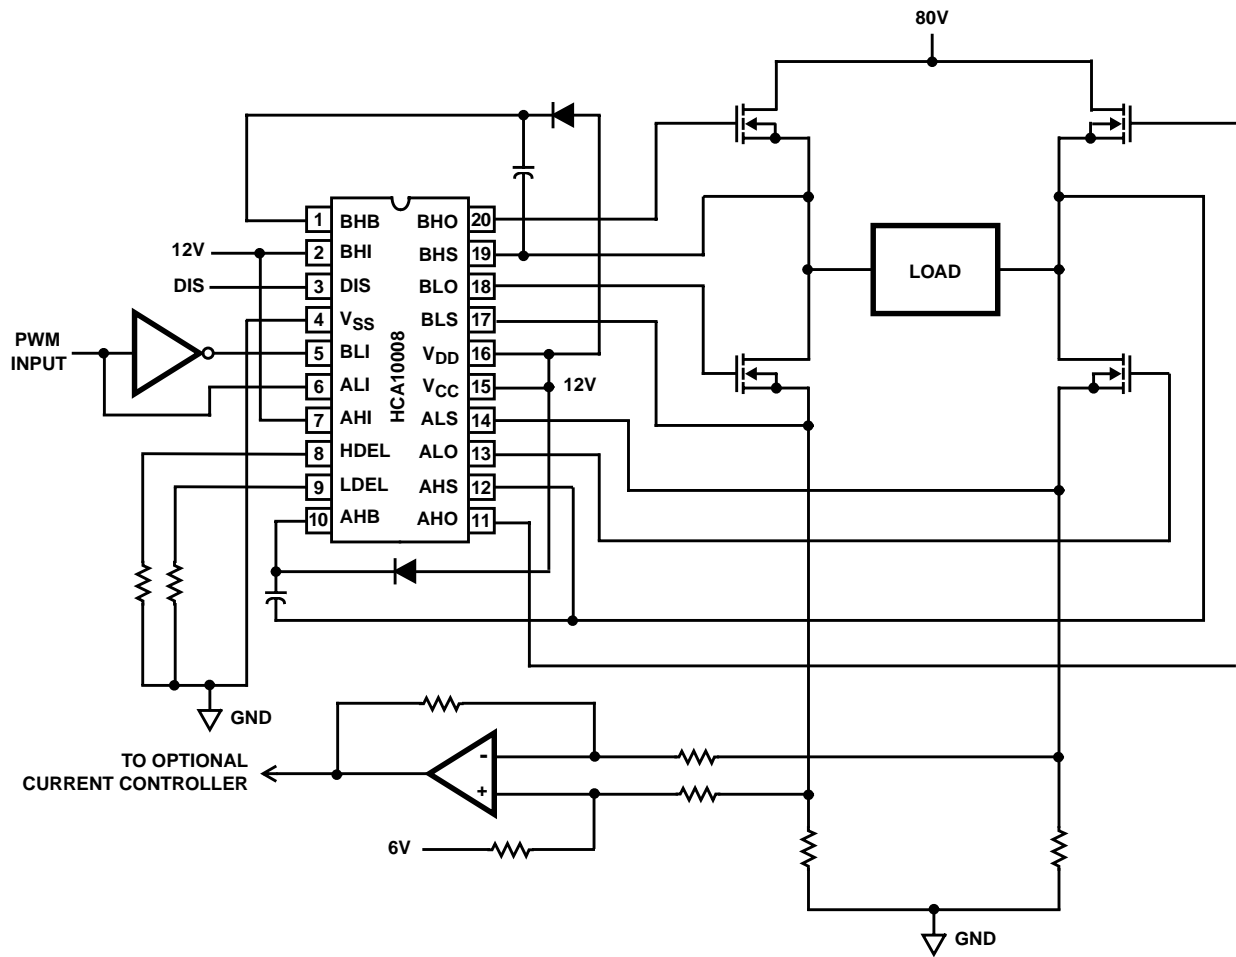 80V
1 BHB BHO 20
12V 2 BHI BHS 19
DIS 3 DIS BLO 18
4 VSS BLS 17
PWM
INPUT
5 BLI VDD 16
6 ALI VCC 15 12V
7 AHI ALS 14
8 HDEL ALO 13
9 LDEL AHS 12
10 AHB AHO 11
HCA10008
LOAD
GND
TO OPTIONAL
CURRENT CONTROLLER
-
+
6V
GND